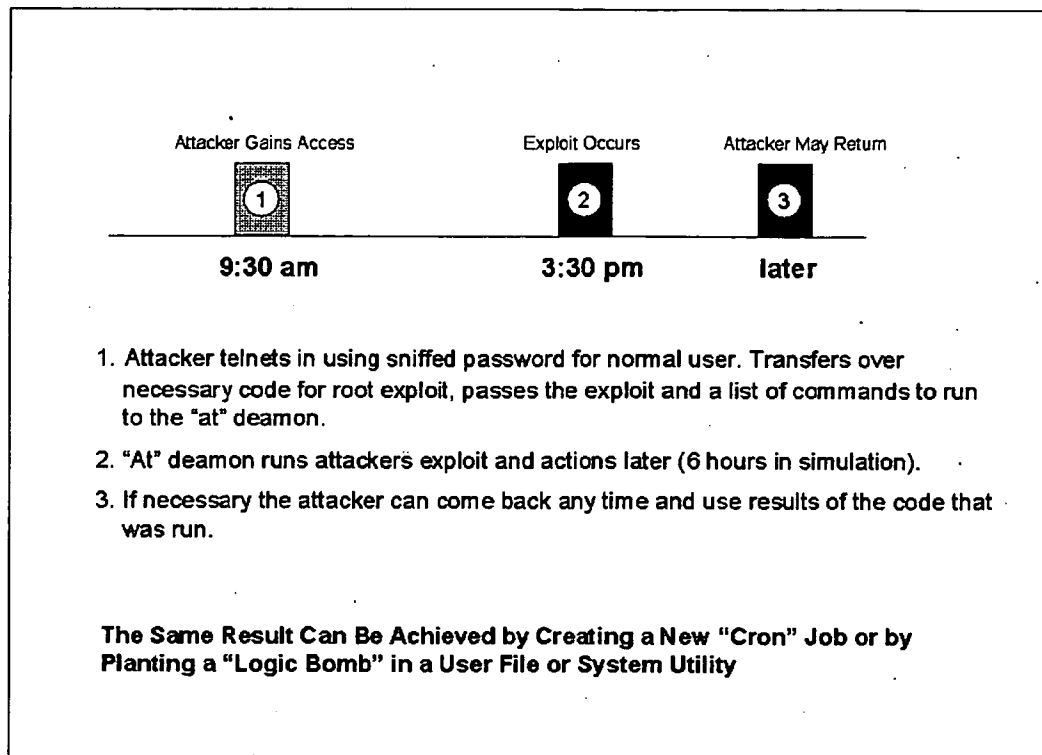 Attacker Gains Access Exploit Occurs Attacker May Return
1 2 3
9:30 am 3:30 pm later
1. Attacker telnets in using sniffed password for normal user. Transfers over
necessary code for root exploit, passes the exploit and a list of commands to run
to the "at" deamon.
2. "At" deamon runs attackers exploit and actions later (6 hours in simulation).
3. If necessary the attacker can come back any time and use results of the code that
was run.
The Same Result Can Be Achieved by Creating a New "Cron" Job or by
Planting a "Logic Bomb" in a User File or System Utility